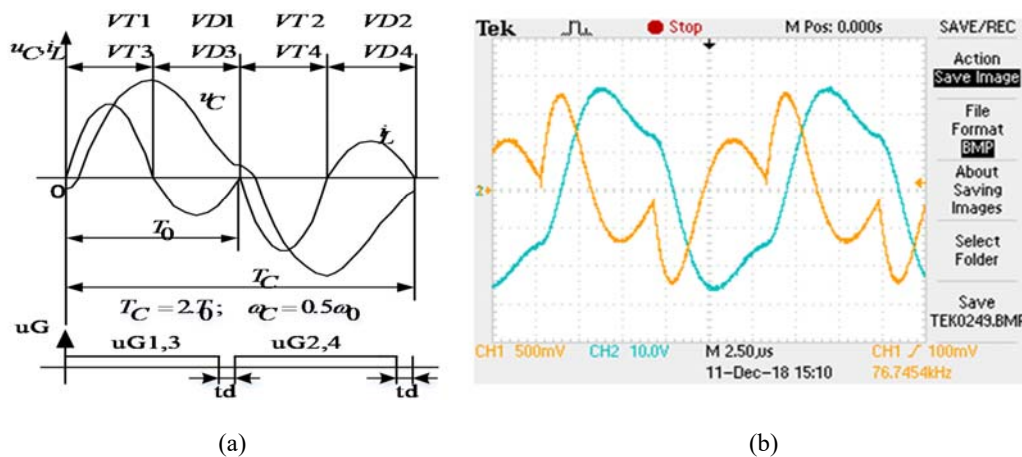 VT1 VD1 VT2 VD2
uC, iL VT3 VD3 VT4 VD4
uC
iL
O
T0
TC
TC = 2.T0; ωC = 0.5ω0
uG
uG1,3 uG2,4
td td
(a)
Tek Stop M Pos: 0.000s SAVE/REC
Action
Save Image
File
Format
BMP
2
About
Saving
Images
Select
Folder
Save
TEK0249.BMP
CH1 500mV CH2 10.0V M 2.50µs CH1 100mV
11-Dec-18 15:10 76.7454kHz
(b)